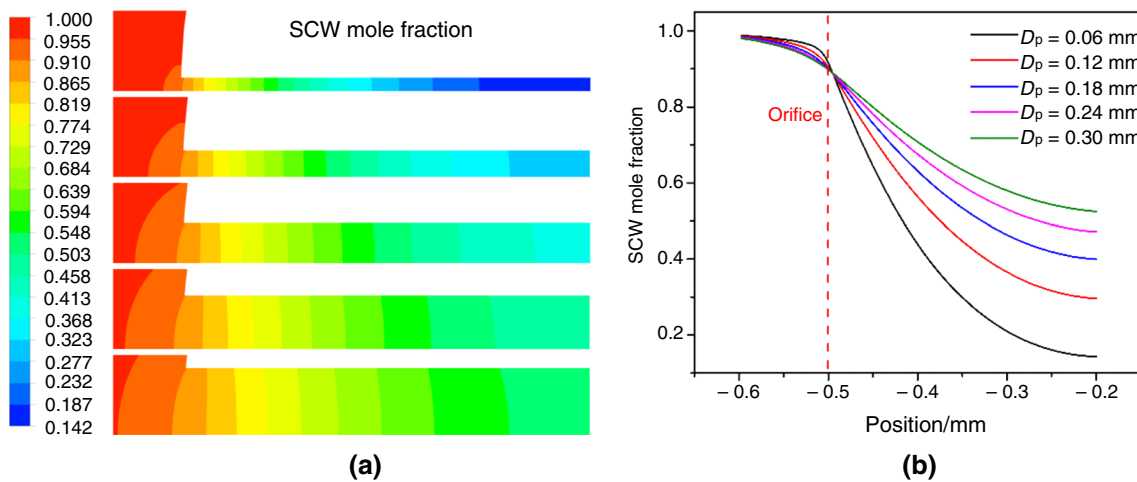 SCW mole fraction
1.000
0.955
0.910
0.865
0.819
0.774
0.729
0.684
0.639
0.594
0.548
0.503
0.458
0.413
0.368
0.323
0.277
0.232
0.187
0.142
(a)
SCW mole fraction
1.0
0.8
0.6
0.4
0.2
Orifice
Dp = 0.06 mm
Dp = 0.12 mm
Dp = 0.18 mm
Dp = 0.24 mm
Dp = 0.30 mm
−0.6
−0.5
−0.4
−0.3
−0.2
Position/mm
(b)